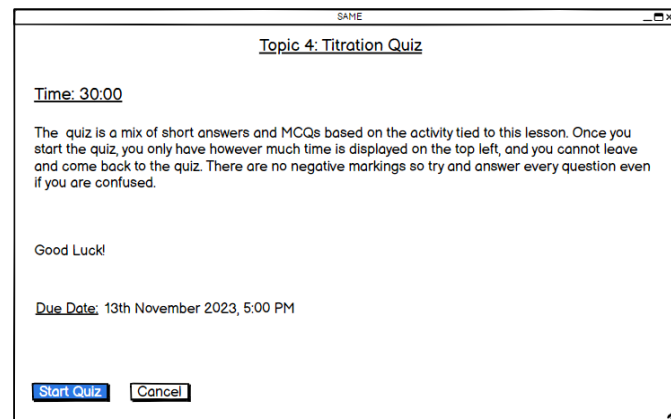 SAME
Topic 4: Titration Quiz
Time: 30:00
The quiz is a mix of short answers and MCQs based on the activity tied to this lesson. Once you
start the quiz, you only have however much time is displayed on the top left, and you cannot leave
and come back to the quiz. There are no negative markings so try and answer every question even
if you are confused.
Good Luck!
Due Date: 13th November 2023, 5:00 PM
Start Quiz Cancel